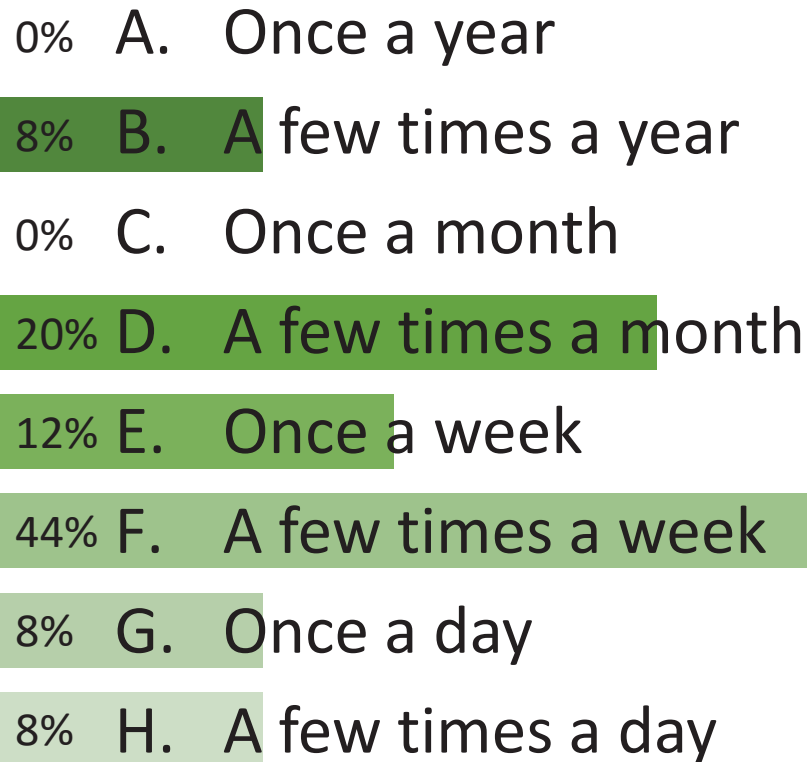 0% A. Once a year
8% B. A few times a year
0% C. Once a month
20% D. A few times a month
12% E. Once a week
44% F. A few times a week
8% G. Once a day
8% H. A few times a day